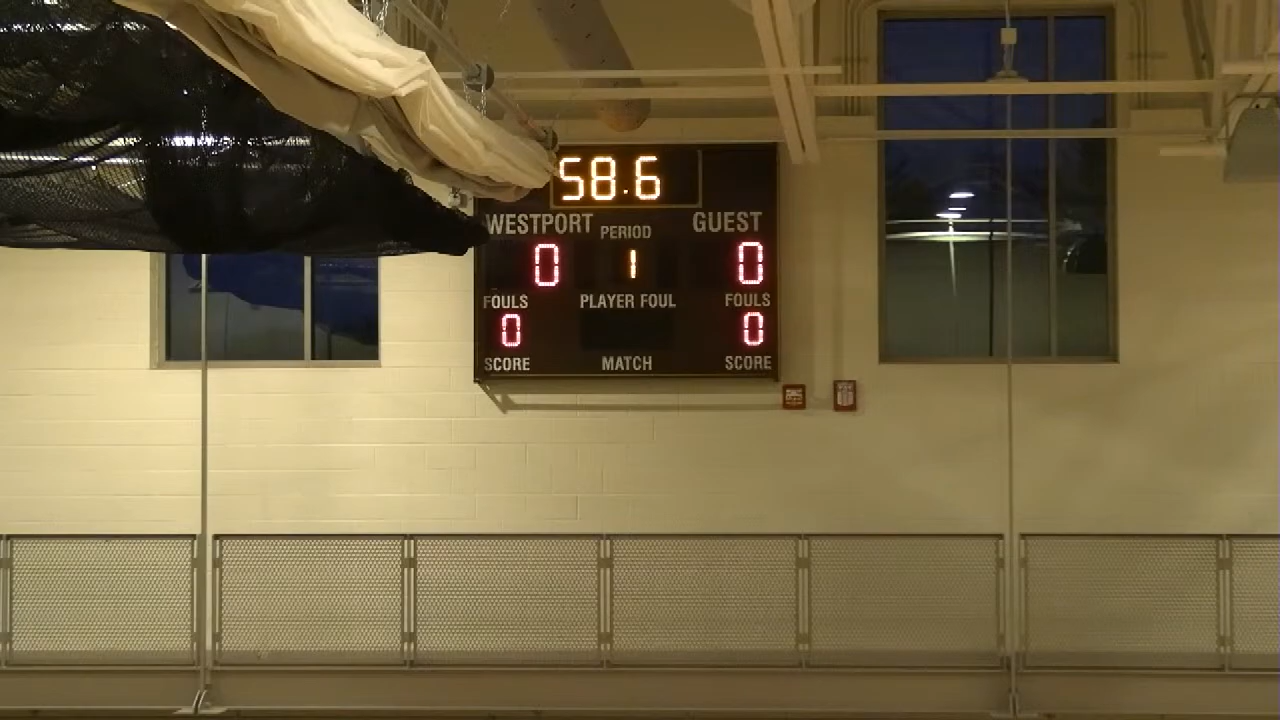 58.6
WESTPORT PERIOD GUEST
0 1 0
FOULS PLAYER FOUL FOULS
0 0
SCORE MATCH SCORE